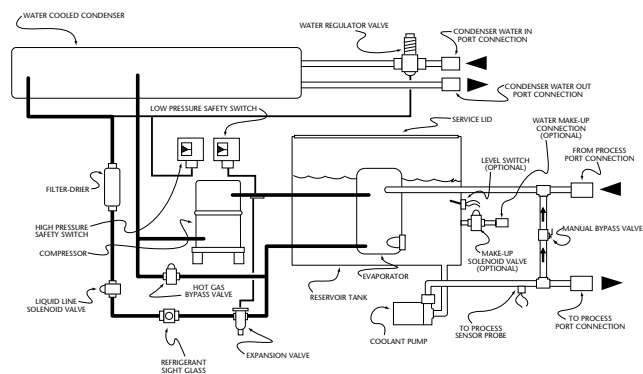 WATER COOLED CONDENSER
WATER REGULATOR VALVE
CONDENSER WATER IN
PORT CONNECTION
CONDENSER WATER OUT
PORT CONNECTION
LOW PRESSURE SAFETY SWITCH
SERVICE LID
WATER MAKE-UP
CONNECTION
(OPTIONAL)
LEVEL SWITCH
(OPTIONAL)
FROM PROCESS
PORT CONNECTION
FILTER-DRIER
HIGH PRESSURE
SAFETY SWITCH
COMPRESSOR
MANUAL BYPASS VALVE
MAKE-UP
SOLENOID VALVE
(OPTIONAL)
EVAPORATOR
HOT GAS
BYPASS VALVE
RESERVOIR TANK
LIQUID LINE
SOLENOID VALVE
TO PROCESS
SENSOR PROBE
TO PROCESS
PORT CONNECTION
COOLANT PUMP
EXPANSION VALVE
REFRIGERANT
SIGHT GLASS